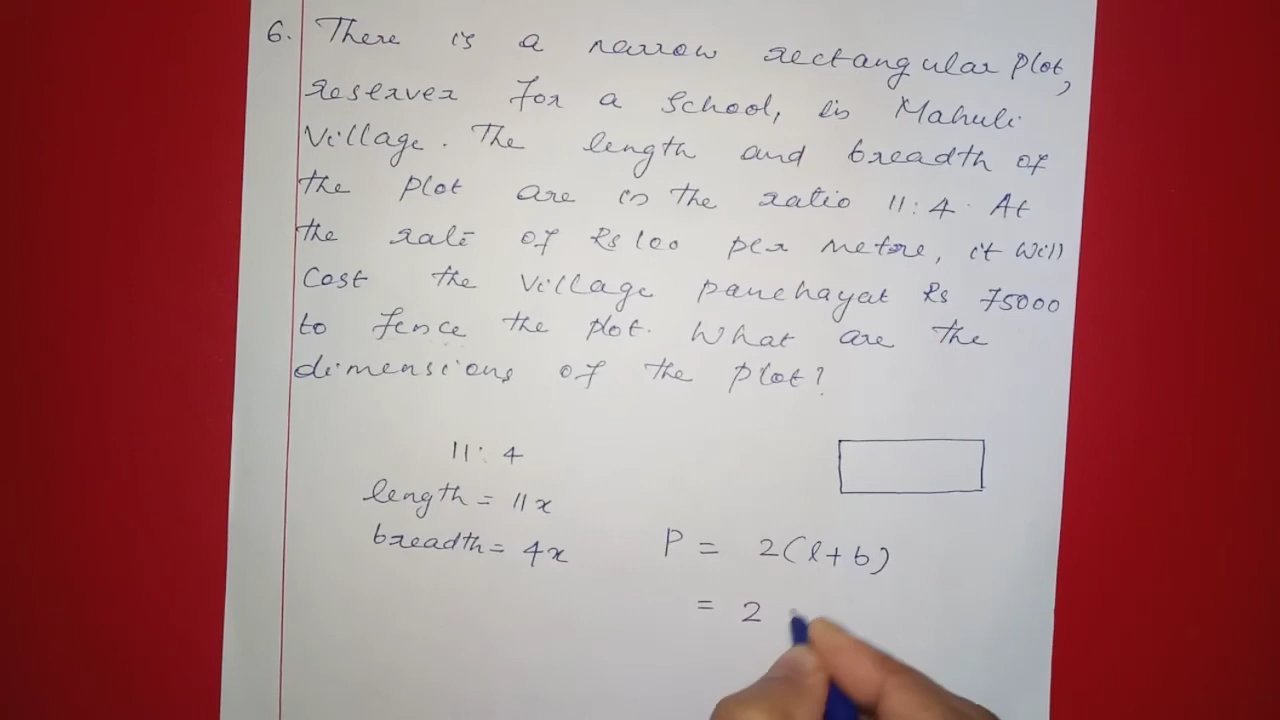 6. There is a narrow rectangular plot,
reserver for a school, in Mahuli
Village. The length and breadth of
the plot are in the ratio 11:4. At
the rate of Rs 100 per metre, it will
cost the village panchayat Rs 75000
to fence the plot. What are the
dimensions of the plot?
11:4
length = 11x
breadth = 4x
P = 2(l+b)
= 2